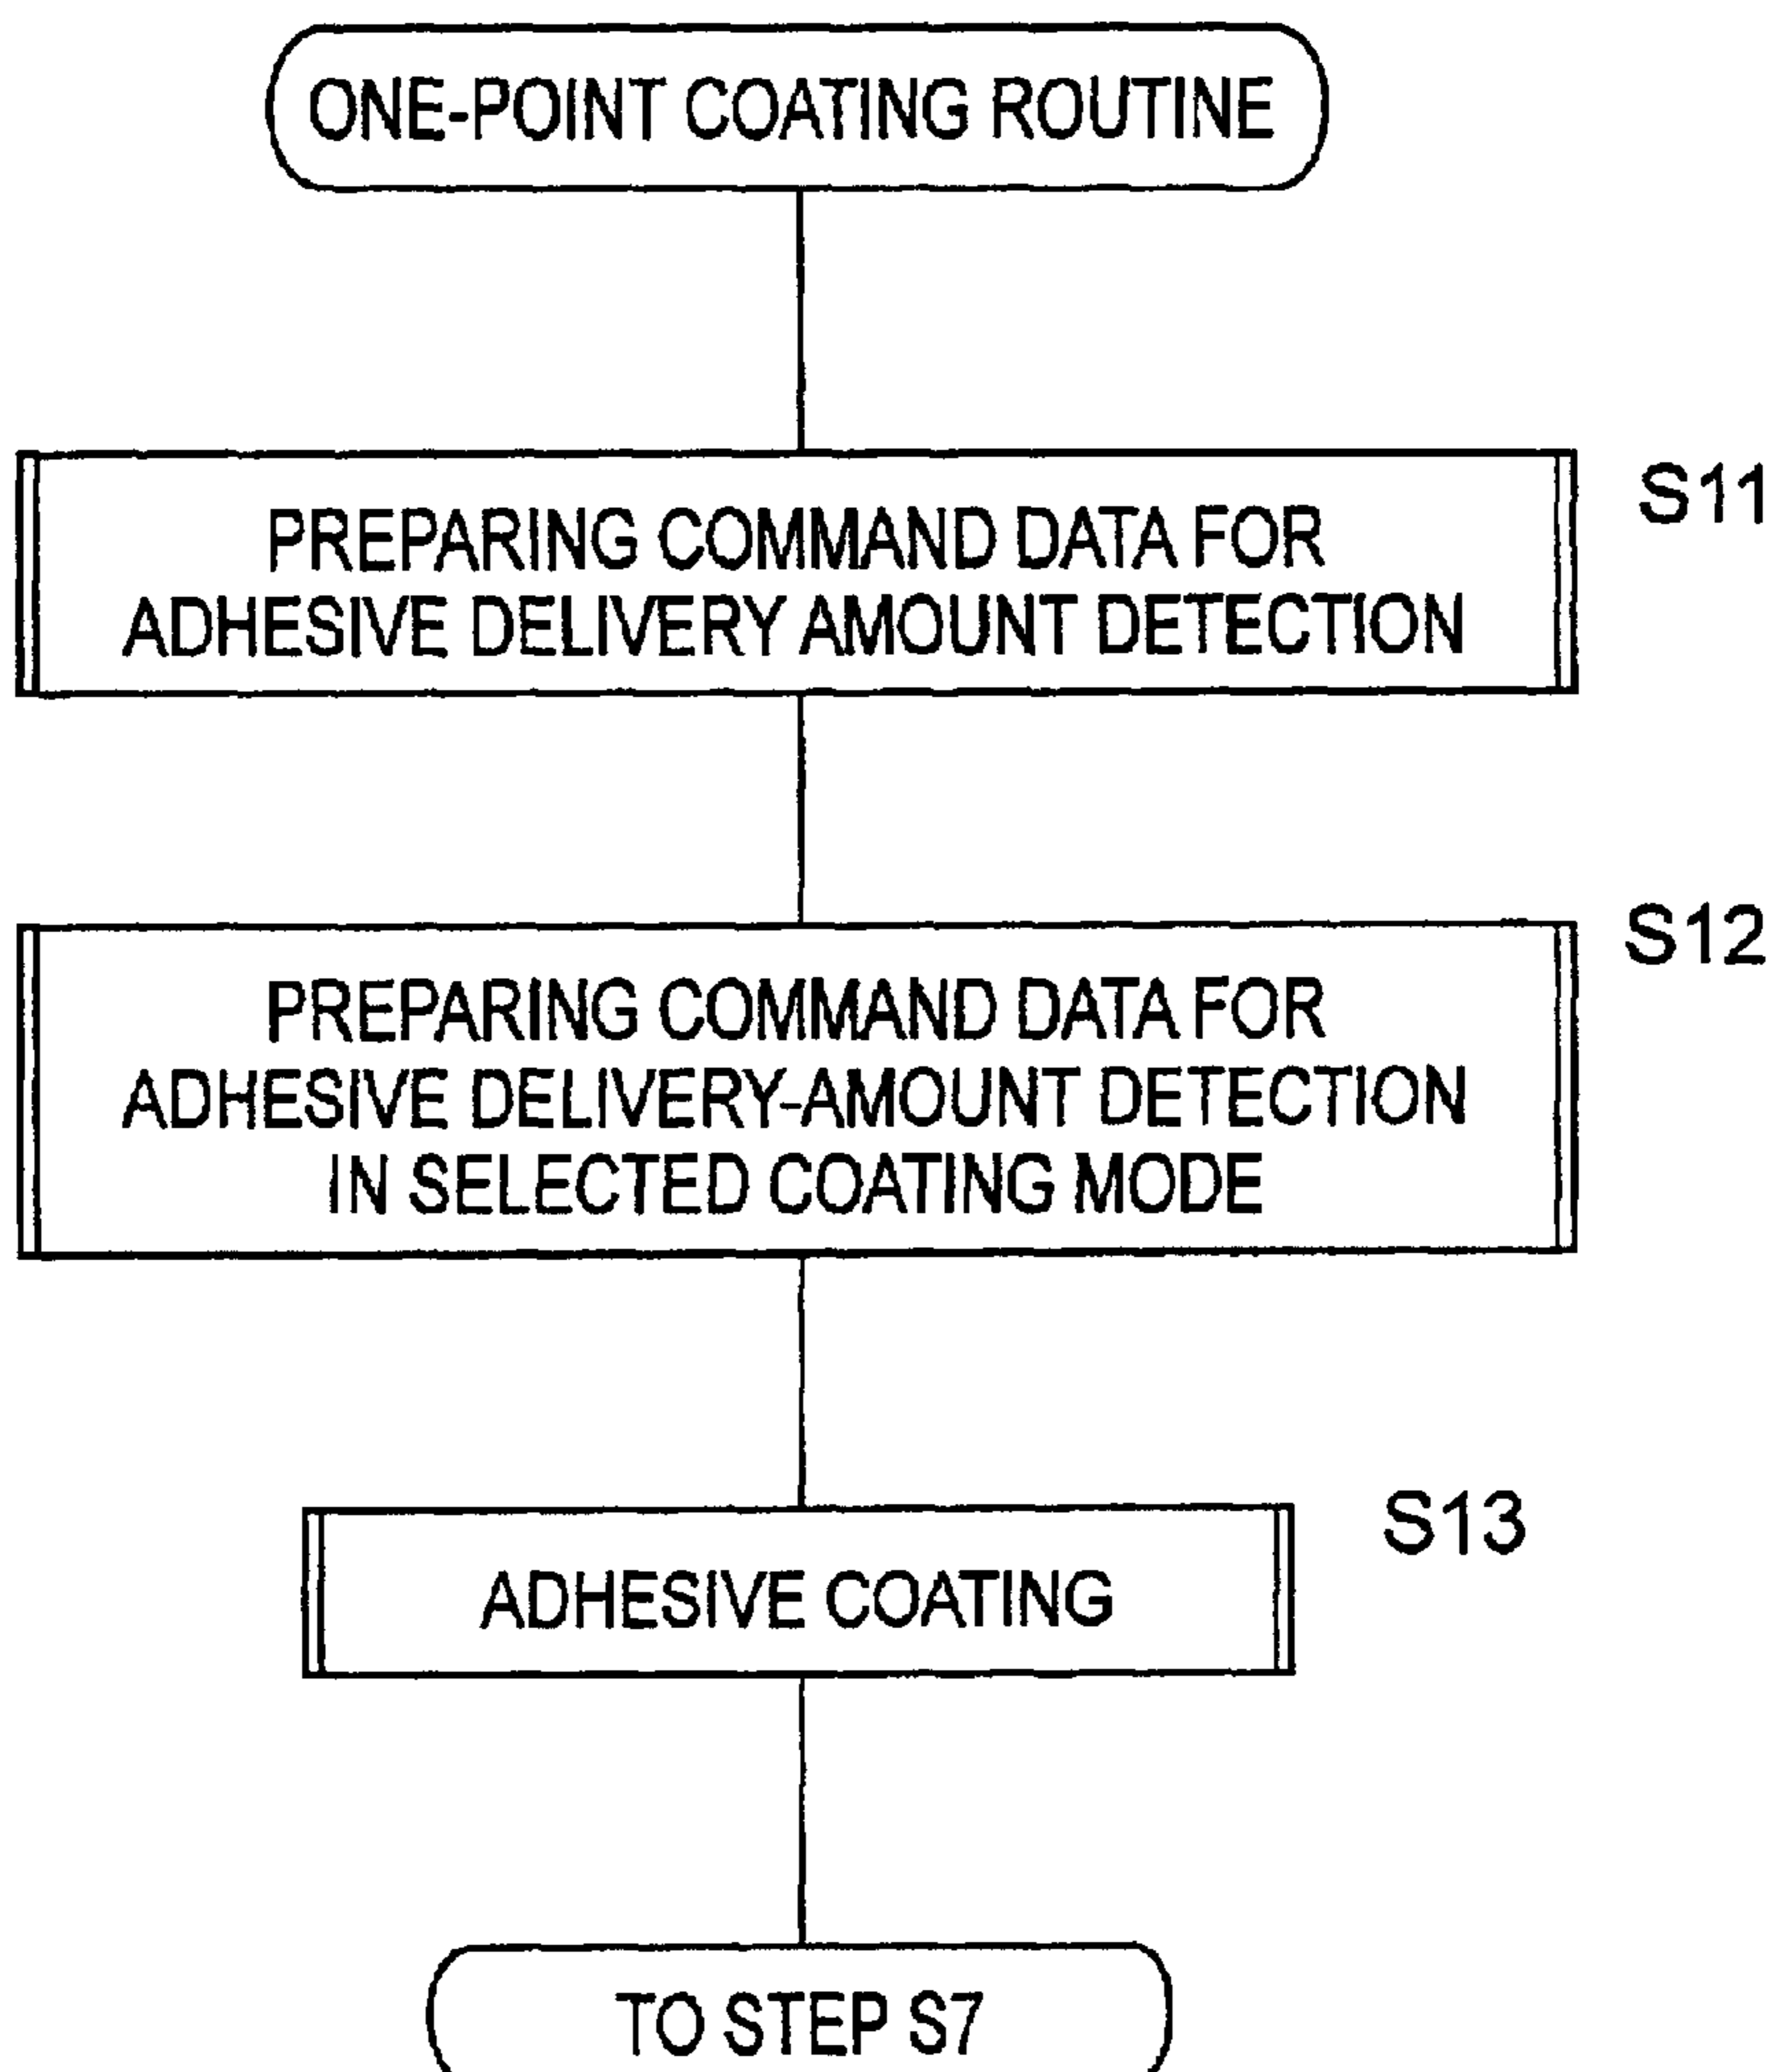 ONE-POINT COATING ROUTINE
S11
PREPARING COMMAND DATA FOR
ADHESIVE DELIVERY AMOUNT DETECTION
S12
PREPARING COMMAND DATA FOR
ADHESIVE DELIVERY-AMOUNT DETECTION
IN SELECTED COATING MODE
S13
ADHESIVE COATING
TO STEP S7